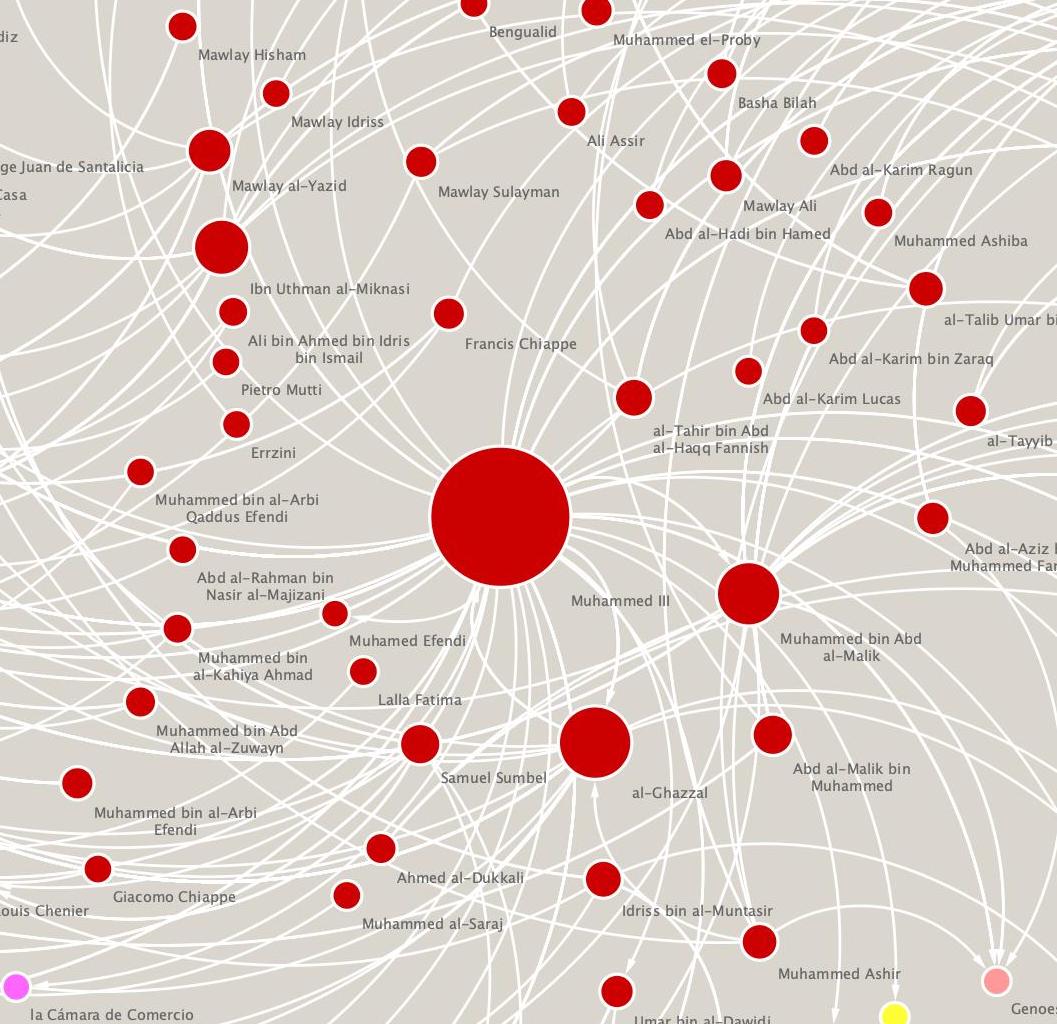 Bengualid
diz
Muhammed el-Proby
Mawlay Hisham
Basha Bilah
Mawlay Idriss
Ali Assir
ge Juan de Santalicia
Abd al-Karim Ragun
Mawlay al-Yazid
Mawlay Sulayman
Casa
Mawlay Ali
Abd al-Hadi bin Hamed
Muhammed Ashiba
Ibn Uthman al-Miknasi
al-Talib Umar bi
Ali bin Ahmed bin Idris
bin Ismail
Francis Chiappe
Abd al-Karim bin Zaraq
Pietro Mutti
Abd al-Karim Lucas
al-Tahir bin Abd
al-Haqq Fannish
al-Tayyib
Errzini
Muhammed bin al-Arbi
Qaddus Efendi
Abd al-Aziz
Muhammed Far
Abd al-Rahman bin
Nasir al-Majizani
Muhammed III
Muhamed Efendi
Muhammed bin Abd
al-Malik
Muhammed bin
al-Kahiya Ahmad
Lalla Fatima
Muhammed bin Abd
Allah al-Zuwayn
Samuel Sumbel
Abd al-Malik bin
Muhammed
al-Ghazzal
Muhammed bin al-Arbi
Efendi
Ahmed al-Dukkali
Giacomo Chiappe
Louis Chenier
Idriss bin al-Muntasir
Muhammed al-Saraj
Muhammed Ashir
Genoes
la Cámara de Comercio
Umar bin al-Dawidi